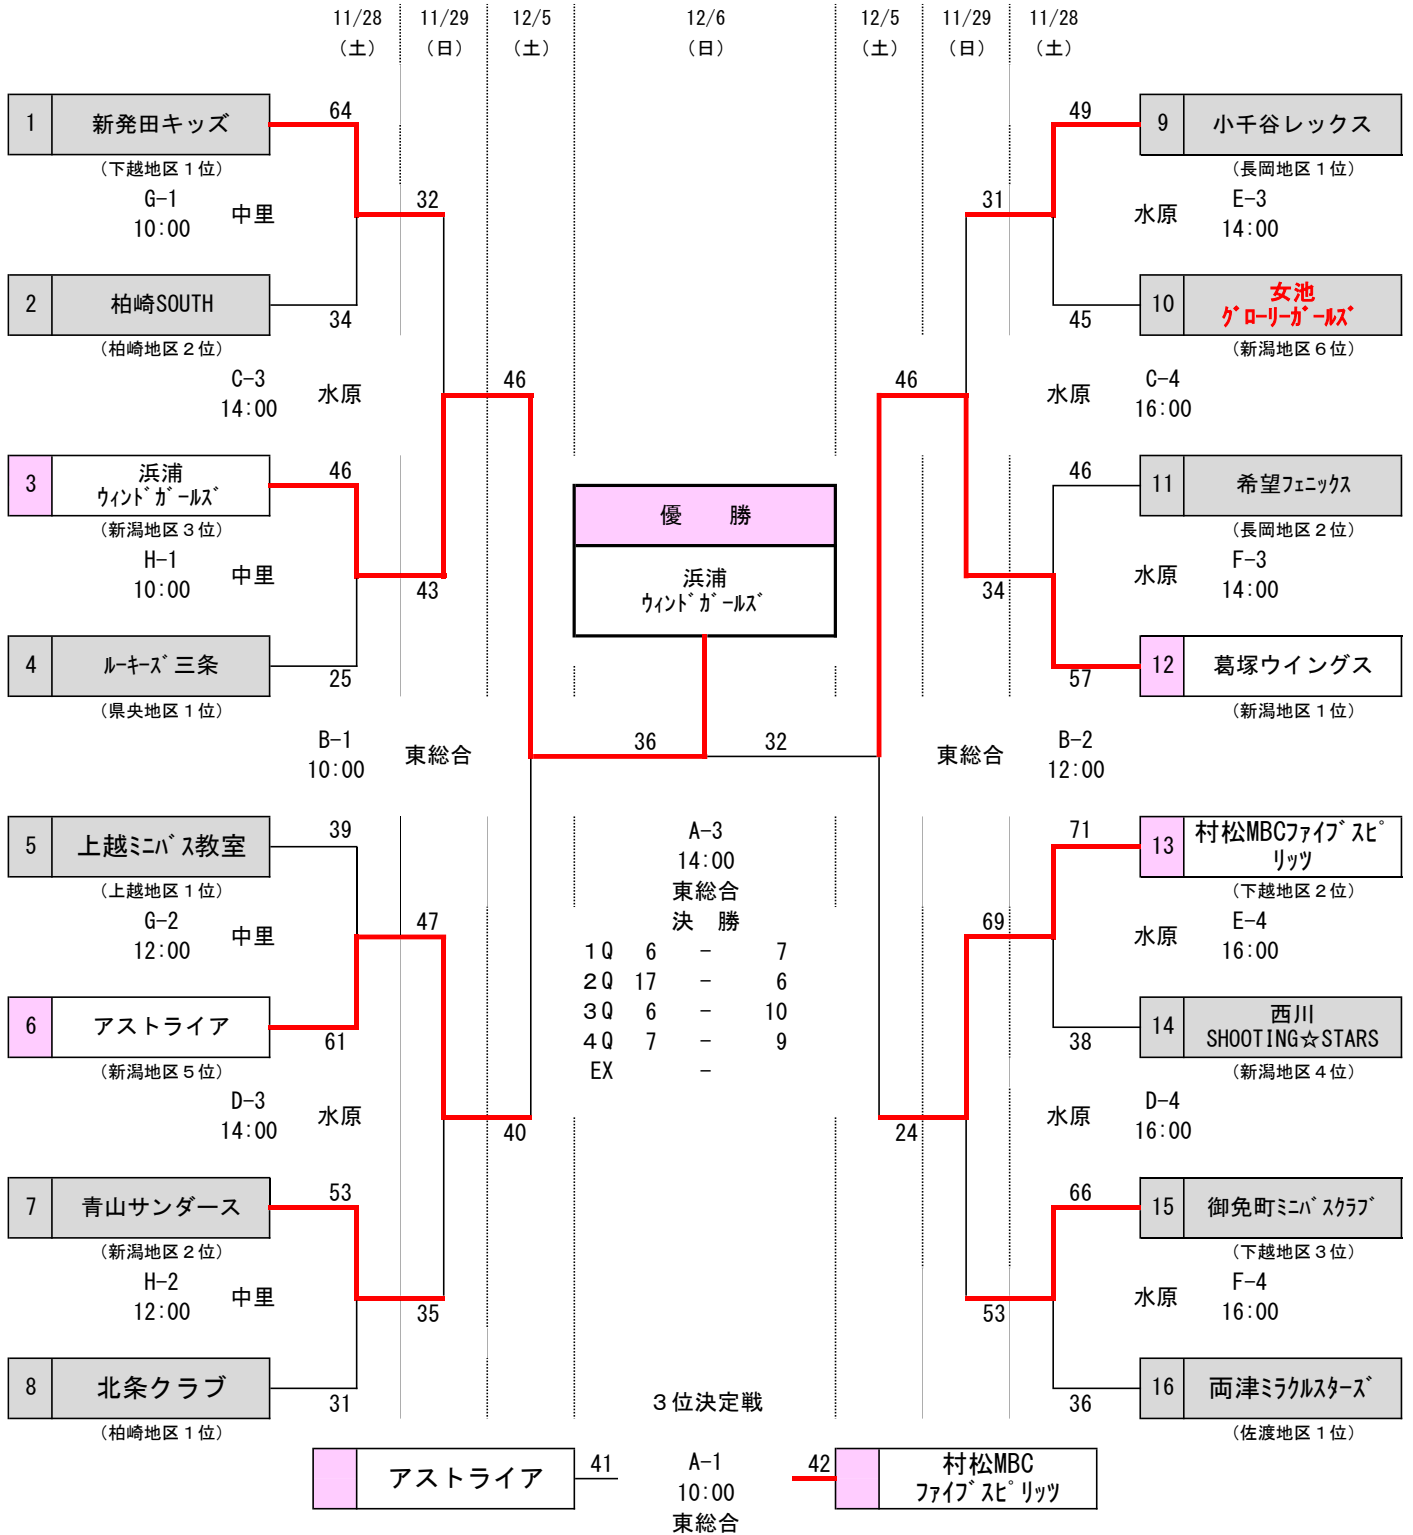 11/28 11/29 12/5 12/6 12/5 11/29 11/28
(土) (日) (土) (日) (土) (日) (土)
1 新発田キッズ 64
(下越地区1位)
G-1 中里 32
10:00
2 柏崎SOUTH
34
(柏崎地区2位)
C-3 水原 46
14:00
3 浜浦 46
ウィンドガールズ
(新潟地区3位)
H-1 中里
10:00 43
4 ルーキーズ三条
25
(県央地区1位)
B-1 東総合
10:00
5 上越ミニバス教室 39
(上越地区1位)
G-2 中里 47
12:00
6 アストライア
61
(新潟地区5位)
D-3 水原
14:00 40
7 青山サンダース 53
(新潟地区2位)
H-2 中里
12:00 35
8 北条クラブ
31
(柏崎地区1位)
優 勝
浜浦
ウィンドガールズ
36 32
A-3
14:00
東総合
決 勝
1Q 6 - 7
2Q 17 - 6
3Q 6 - 10
4Q 7 - 9
EX -
49 9 小千谷レックス
(長岡地区1位)
31 水原 E-3
14:00
10 女池
グローリーガールズ
45
(新潟地区6位)
46 水原 C-4
16:00
46 11 希望フェニックス
(長岡地区2位)
水原 F-3
34 14:00
12 葛塚ウイングス
57
(新潟地区1位)
東総合 B-2
12:00
71 13 村松MBCファイブスピ
リッツ
(下越地区2位)
69 水原 E-4
16:00
14 西川
SHOOTING☆STARS
38
(新潟地区4位)
水原 D-4
24 16:00
66 15 御免町ミニバスクラブ
(下越地区3位)
水原 F-4
53 16:00
16 両津ミラクルスターズ
36
(佐渡地区1位)
3位決定戦
アストライア 41 A-1 42 村松MBC
10:00 ファイブスピリッツ
東総合